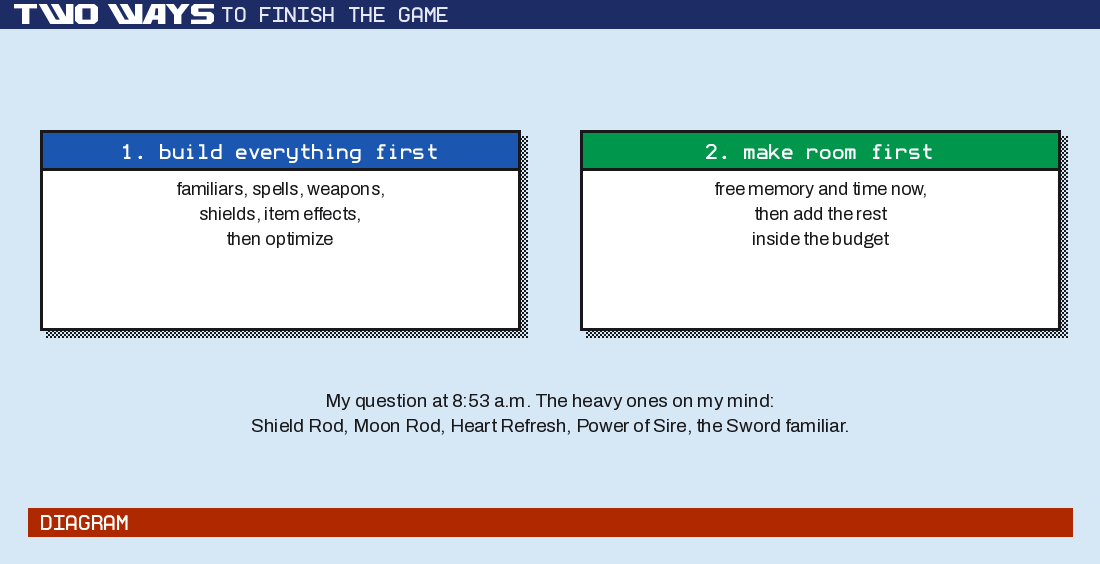 TWO WAYS TO FINISH THE GAME
1. build everything first
familiars, spells, weapons,
shields, item effects,
then optimize
2. make room first
free memory and time now,
then add the rest
inside the budget
My question at 8:53 a.m. The heavy ones on my mind:
Shield Rod, Moon Rod, Heart Refresh, Power of Sire, the Sword familiar.
DIAGRAM